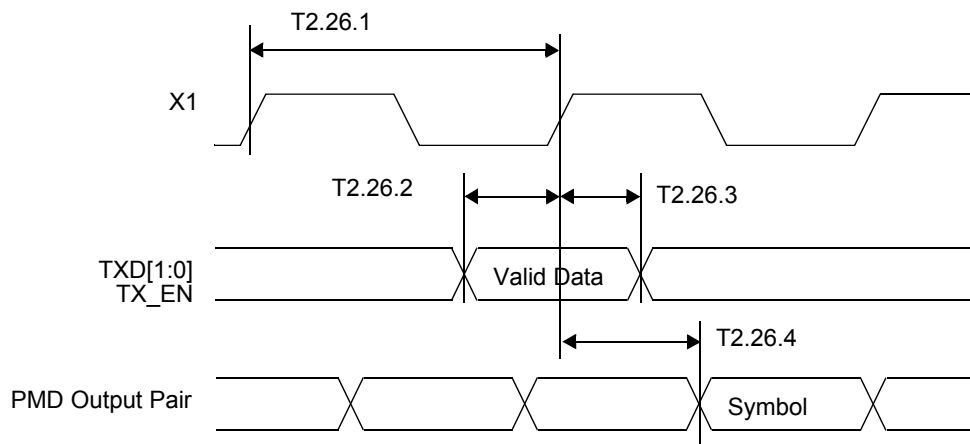 T2.26.1
X1
T2.26.2
T2.26.3
TXD[1:0]
TX_EN
Valid Data
T2.26.4
PMD Output Pair
Symbol